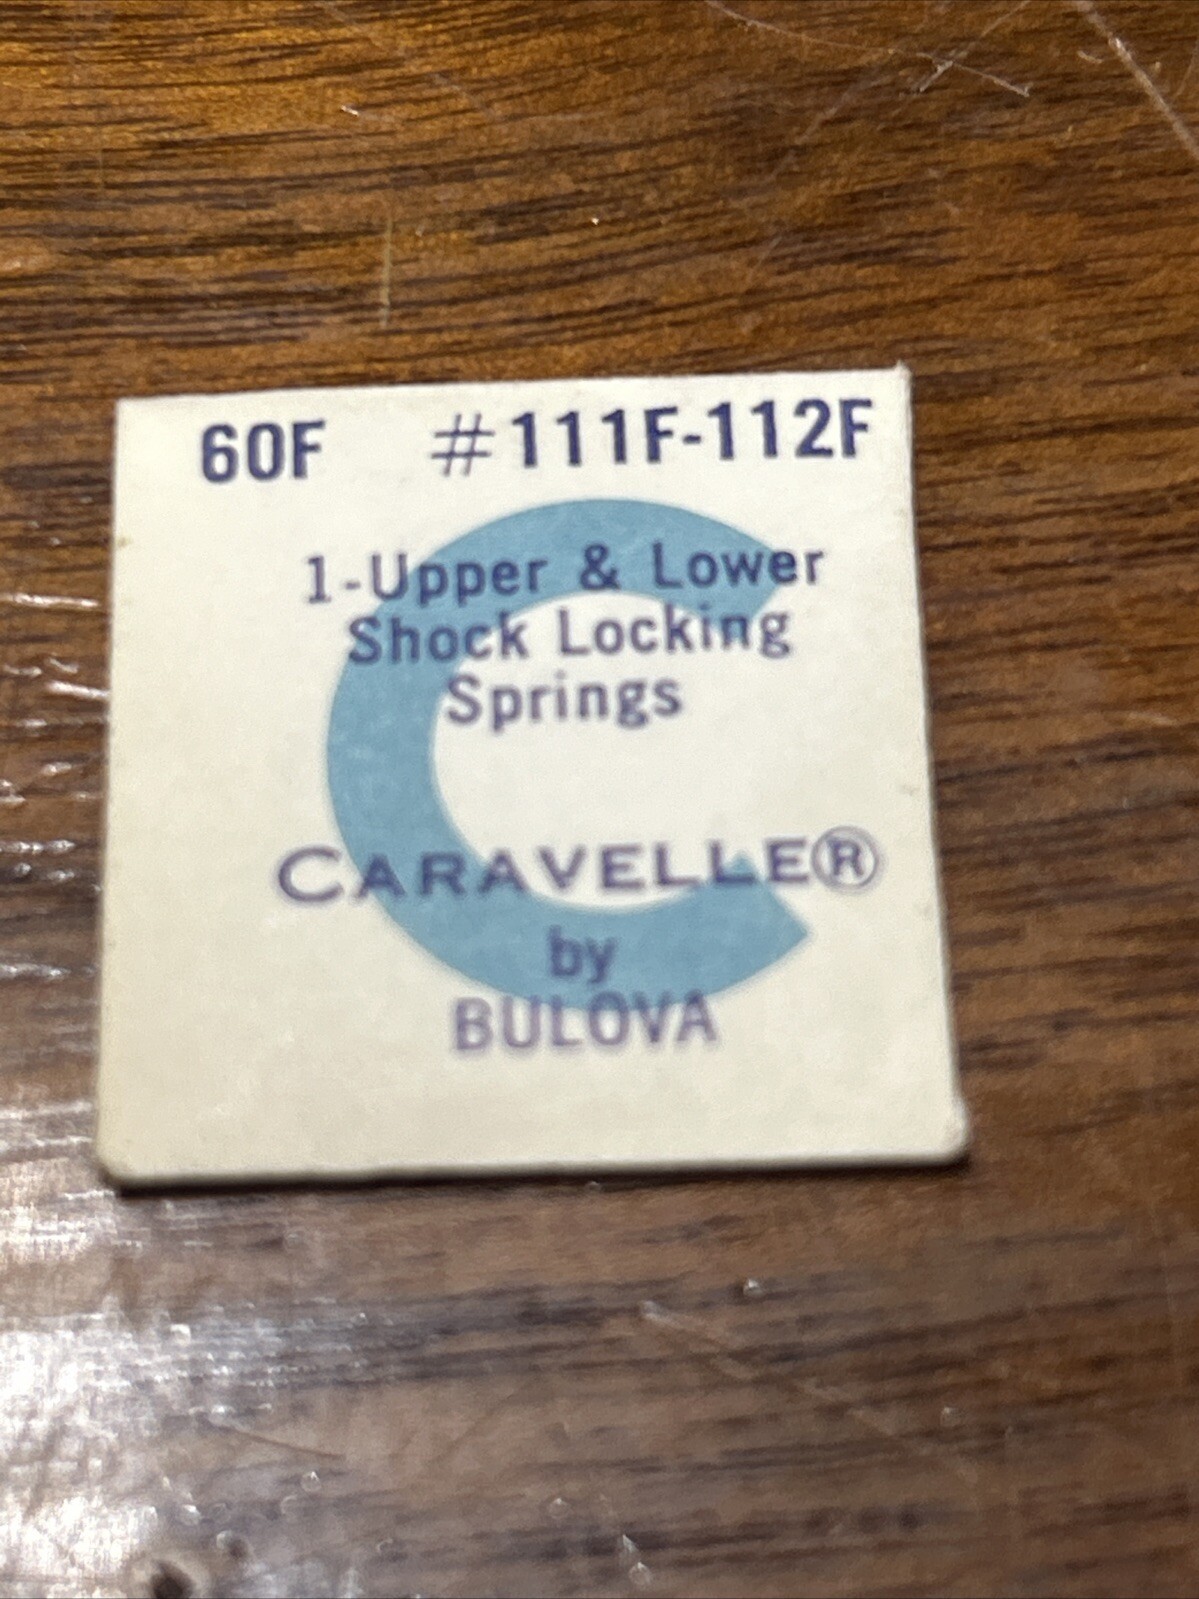 60F #111F-112F
1-Upper & Lower
Shock Locking
Springs
CARAVELLE®
by
BULOVA